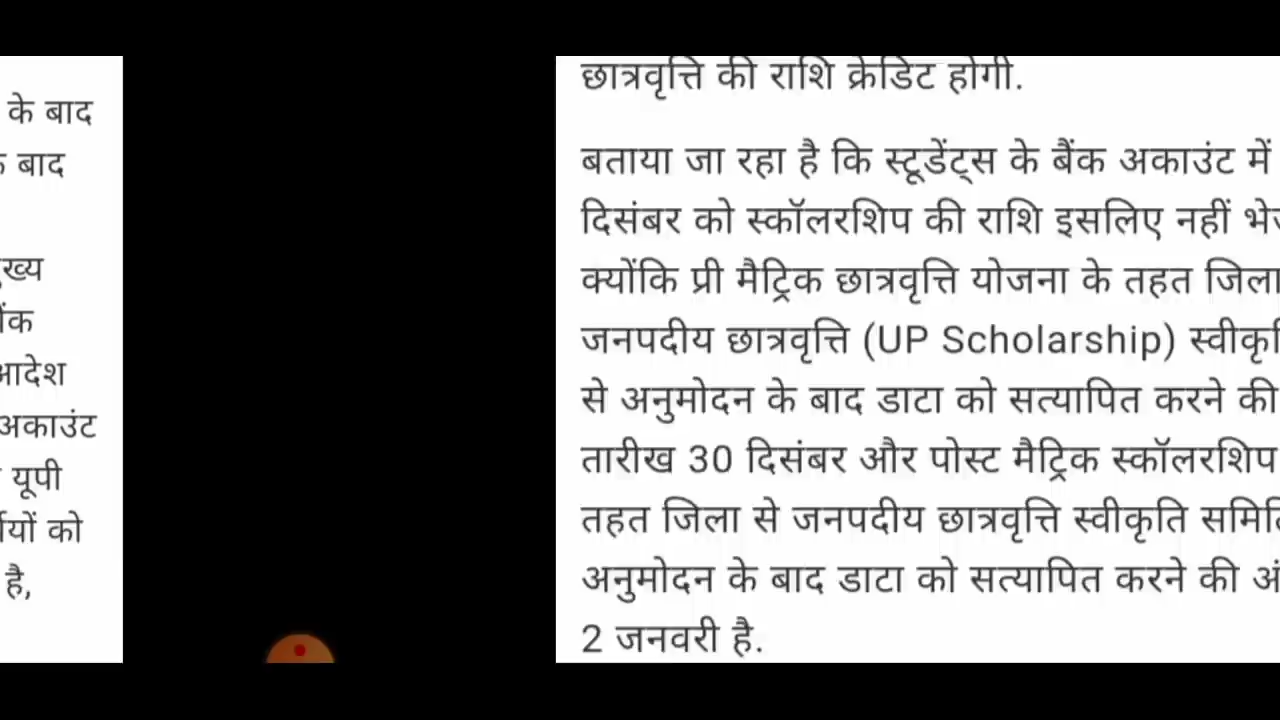 के बाद
बाद
अकाउंट
यूपी
को
है,
छात्रवृत्ति की राशि क्रेडिट होगी.
बताया जा रहा है कि स्टूडेंट्स के बैंक अकाउंट में
दिसंबर को स्कॉलरशिप की राशि इसलिए नहीं
क्योंकि प्री मैट्रिक छात्रवृत्ति योजना के तहत जिला
जनपदीय छात्रवृत्ति (UP Scholarship)
से अनुमोदन के बाद डाटा को सत्यापित करने की
तारीख 30 दिसंबर और पोस्ट मैट्रिक स्कॉलरशिप
तहत जिला से जनपदीय छात्रवृत्ति स्वीकृति
अनुमोदन के बाद डाटा को सत्यापित करने की
2 जनवरी है.